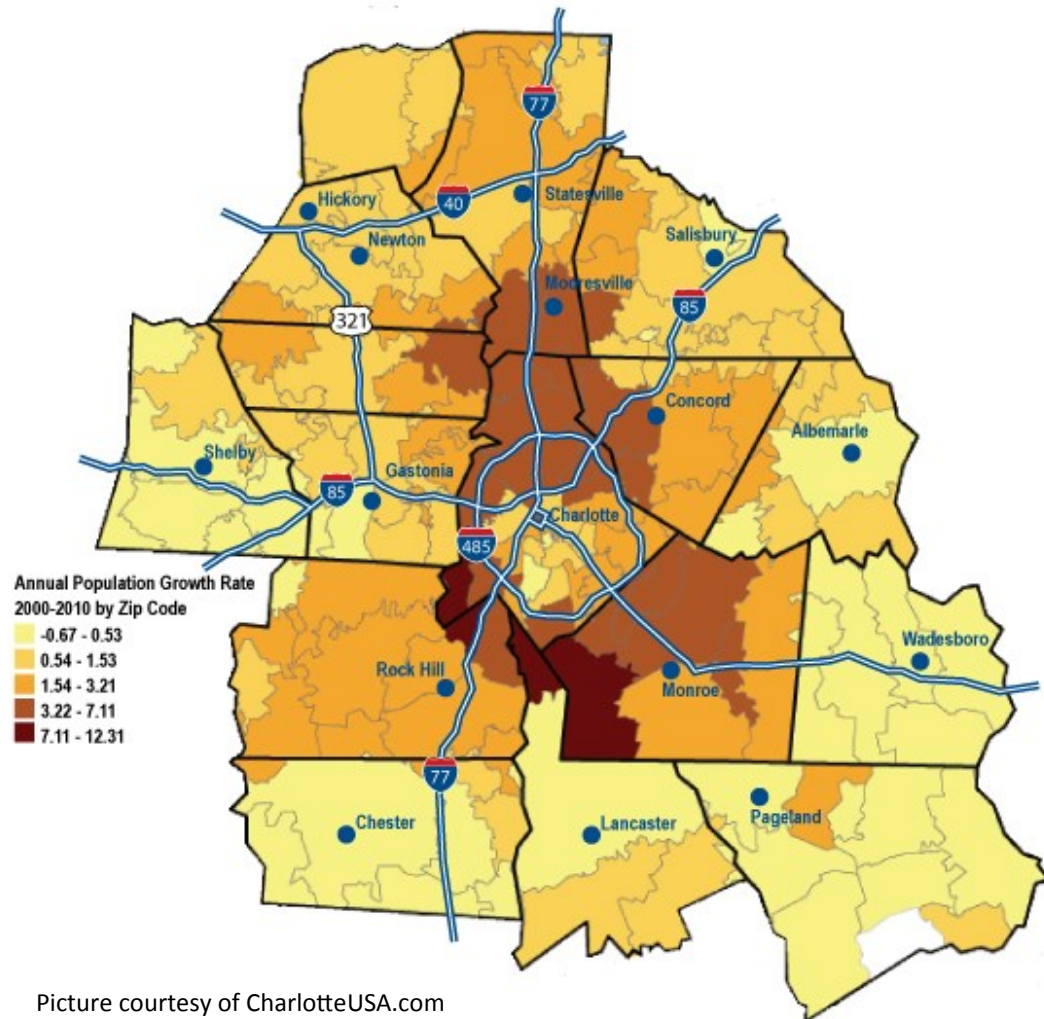 77
Hickory
40
Statesville
Newton
Salisbury
Mooresville
85
321
Concord
Albemarle
Shelby
Gastonia
85
Charlotte
485
Annual Population Growth Rate
2000-2010 by Zip Code
-0.67 - 0.53
0.54 - 1.53
1.54 - 3.21
3.22 - 7.11
7.11 - 12.31
Wadesboro
Rock Hill
Monroe
77
Pageland
Chester
Lancaster
Picture courtesy of CharlotteUSA.com